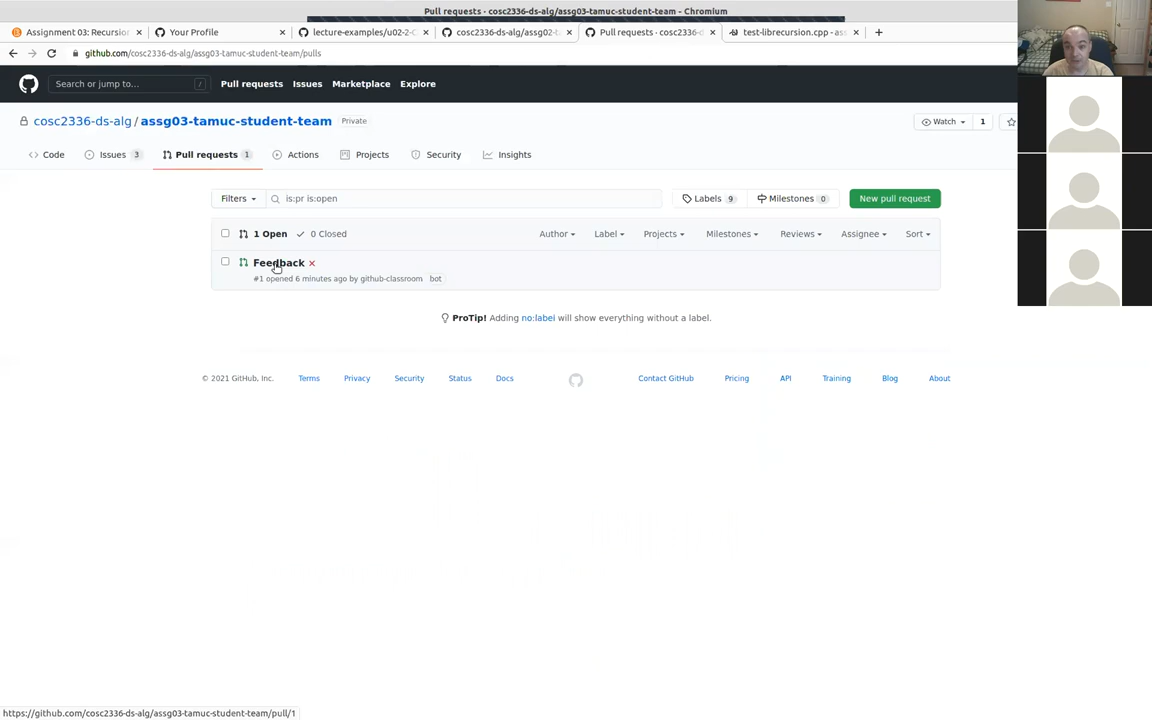 Pull requests · cosc2336-ds-alg/assg03-tamuc-student-team - Chromium
Assignment 03: Recursio × Your Profile × lecture-examples/u02-2-C × cosc2336-ds-alg/assg02-t × Pull requests · cosc2336-d × test-librecursion.cpp - ass × +
github.com/cosc2336-ds-alg/assg03-tamuc-student-team/pulls
Search or jump to... / Pull requests Issues Marketplace Explore
cosc2336-ds-alg / assg03-tamuc-student-team Private Watch 1
Code Issues 3 Pull requests 1 Actions Projects Security Insights
Filters is:pr is:open Labels 9 Milestones 0 New pull request
1 Open 0 Closed Author Label Projects Milestones Reviews Assignee Sort
Feedback
#1 opened 6 minutes ago by github-classroom bot
ProTip! Adding no:label will show everything without a label.
© 2021 GitHub, Inc. Terms Privacy Security Status Docs Contact GitHub Pricing API Training Blog About
https://github.com/cosc2336-ds-alg/assg03-tamuc-student-team/pull/1